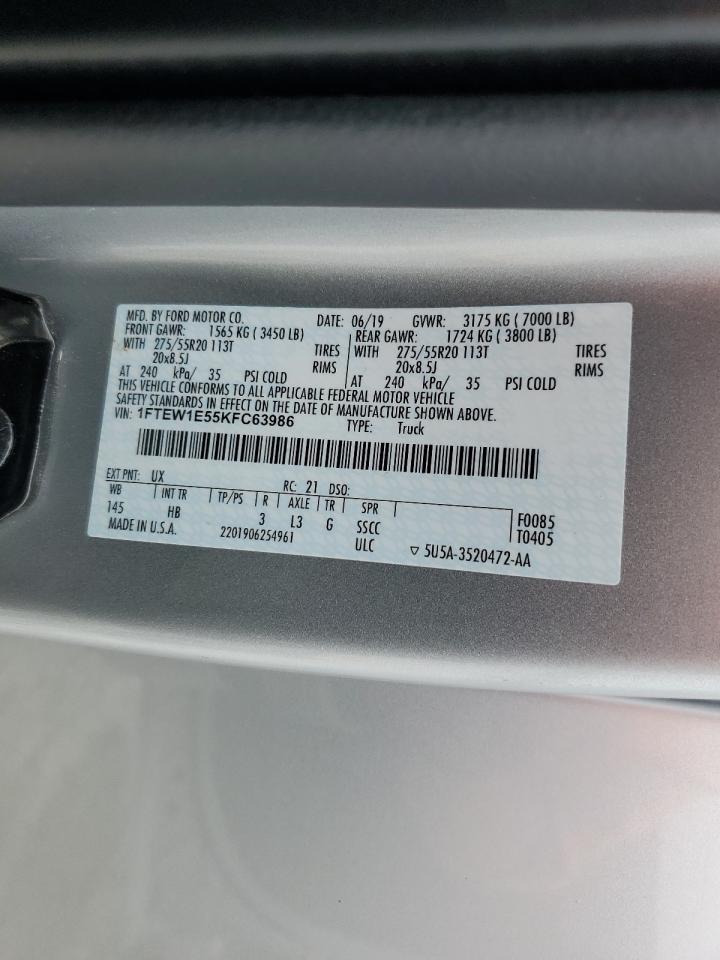 MFD. BY FORD MOTOR CO. DATE: 06/19 GVWR: 3175 KG ( 7000 LB)
FRONT GAWR: 1565 KG ( 3450 LB) REAR GAWR: 1724 KG ( 3800 LB)
WITH 275/55R20 113T TIRES WITH 275/55R20 113T TIRES
20x8.5J RIMS 20x8.5J RIMS
AT 240 kPa/ 35 PSI COLD AT 240 kPa/ 35 PSI COLD
THIS VEHICLE CONFORMS TO ALL APPLICABLE FEDERAL MOTOR VEHICLE
SAFETY STANDARDS IN EFFECT ON THE DATE OF MANUFACTURE SHOWN ABOVE.
VIN: 1FTEW1E55KFC63986 TYPE: Truck
EXT PNT: UX RC: 21 DSO:
WB INT TR TP/PS R AXLE TR SPR
145 HB 3 L3 G SSCC F0085
MADE IN U.S.A. 2201906254961 ULC T0405
▽ 5U5A-3520472-AA